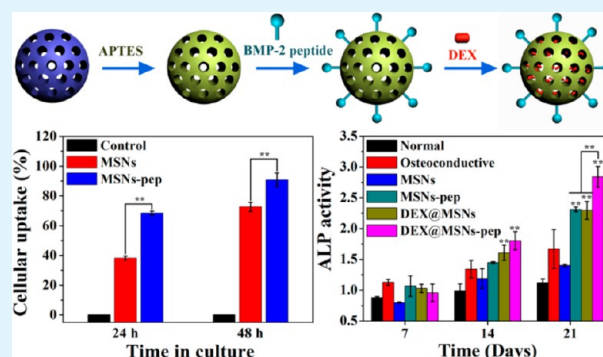 APTES
BMP-2 peptide
DEX
Cellular uptake (%)
120
100
80
60
40
20
0
Control
MSNs
MSNs-pep
**
**
24 h
48 h
Time in culture
ALP activity
3.5
3.0
2.5
2.0
1.5
1.0
0.5
Normal
Osteoconductive
MSNs
MSNs-pep
DEX@MSNs
DEX@MSNs-pep
**
**
**
**
**
**
7
14
21
Time (Days)